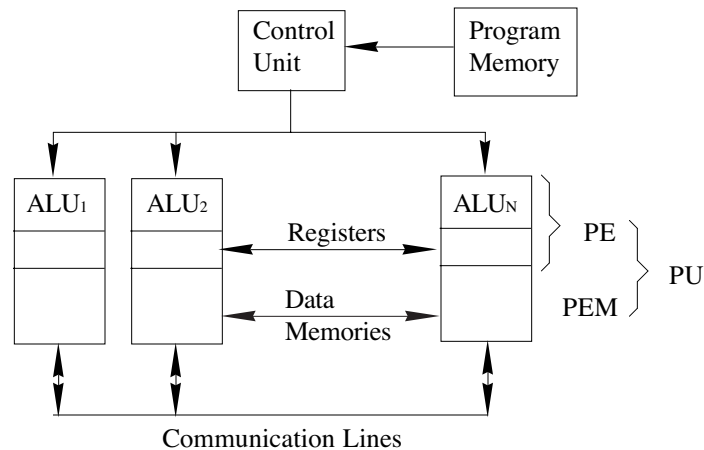 Control
Unit
Program
Memory
ALU1
ALU2
ALUN
Registers
PE
Data
Memories
PEM
PU
Communication Lines